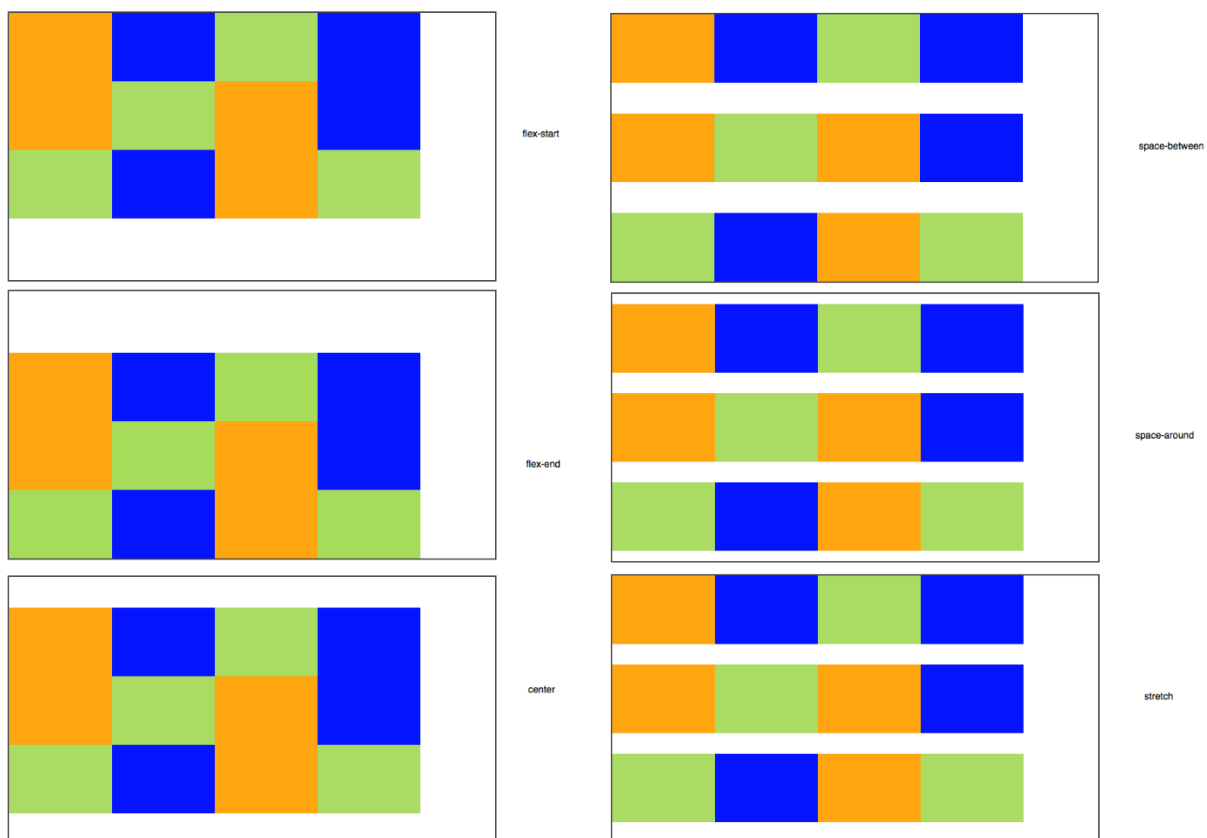 flex-start
space-between
flex-end
space-around
center
stretch